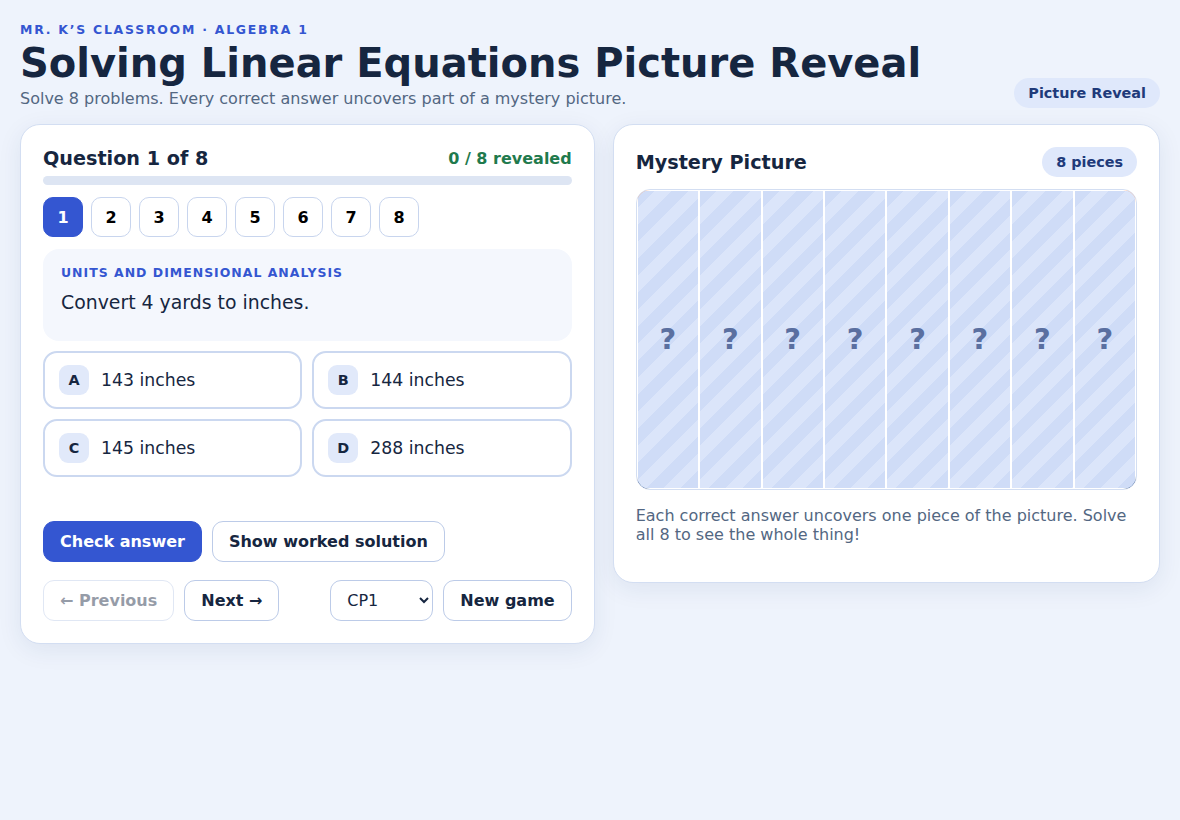 MR. K'S CLASSROOM · ALGEBRA 1
Solving Linear Equations Picture Reveal
Solve 8 problems. Every correct answer uncovers part of a mystery picture.
Picture Reveal
Question 1 of 8
0 / 8 revealed
1 2 3 4 5 6 7 8
UNITS AND DIMENSIONAL ANALYSIS
Convert 4 yards to inches.
A 143 inches
B 144 inches
C 145 inches
D 288 inches
Check answer
Show worked solution
← Previous
Next →
CP1
New game
Mystery Picture
8 pieces
? ? ? ? ? ? ? ?
Each correct answer uncovers one piece of the picture. Solve
all 8 to see the whole thing!